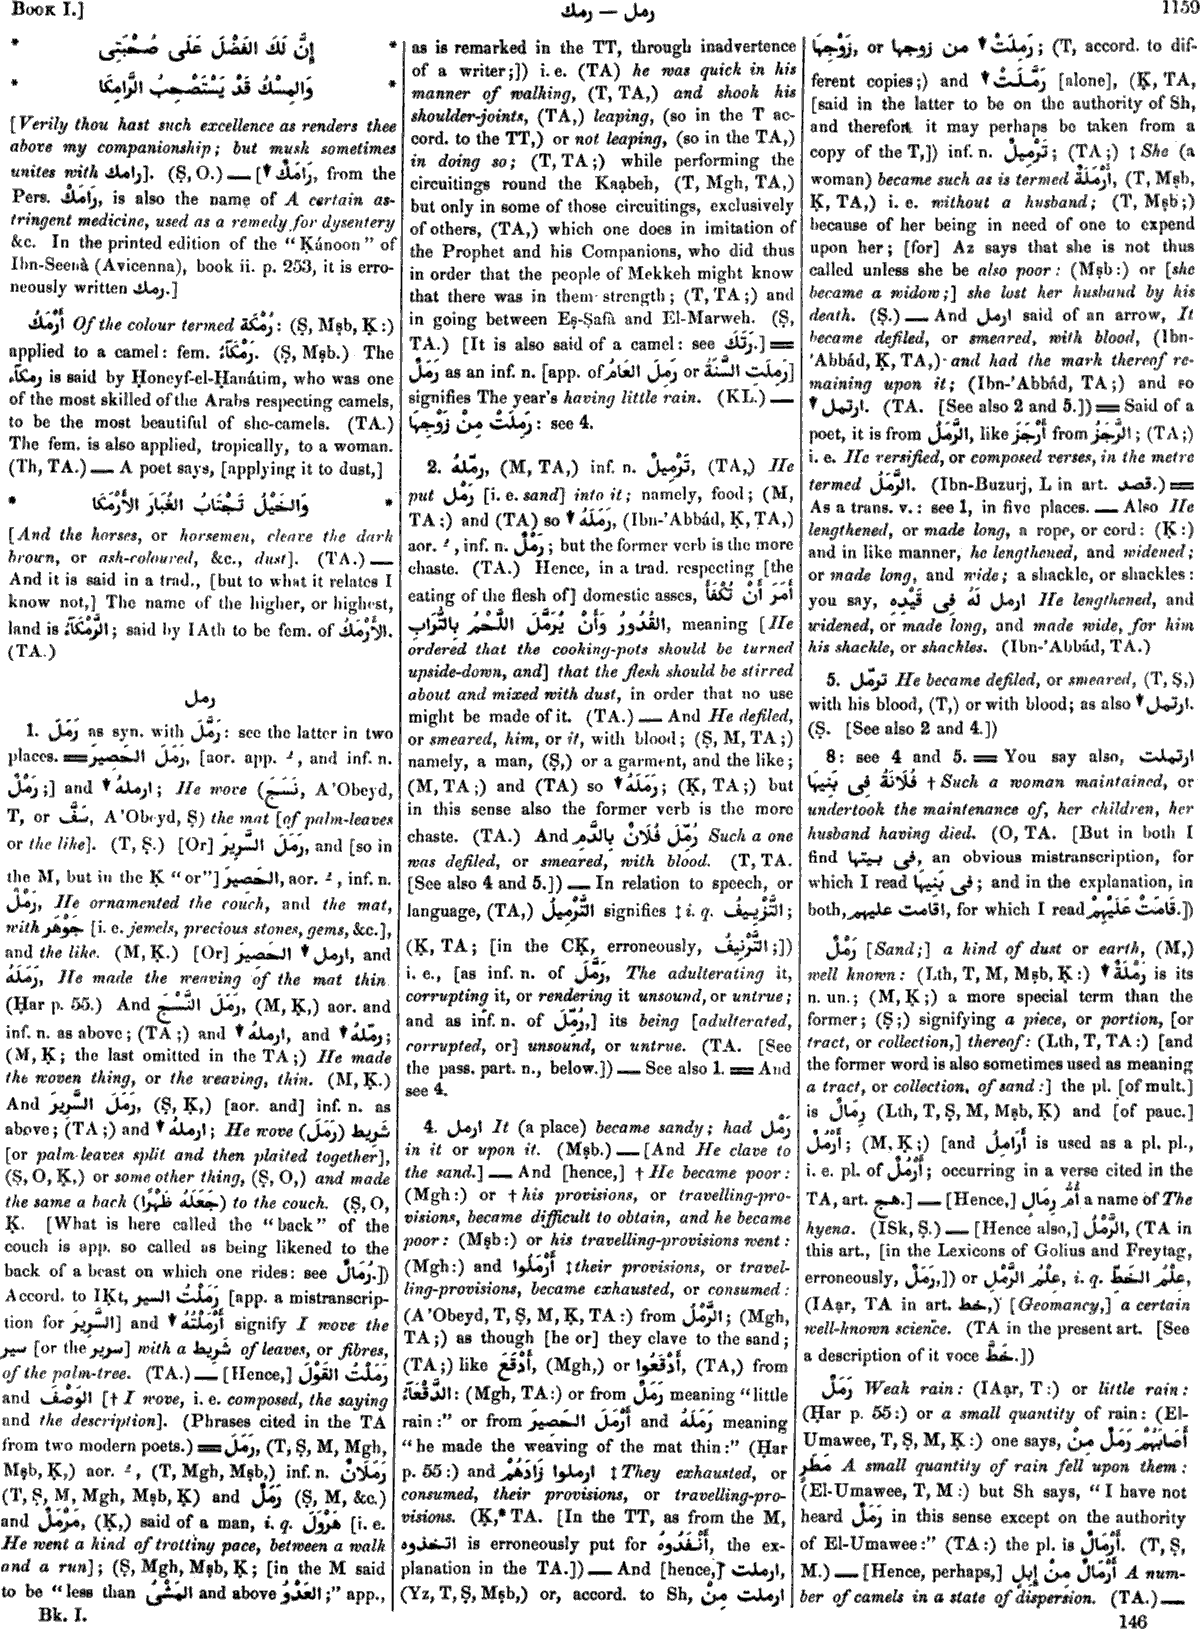 BOOK I.]
رمل — رمك
1159
* إِنَّ لَكَ الفَضْلَ عَلَى صُحْبَتِى *
* وَالمِسْكُ قَدْ يَسْتَصْحِبُ الرَّامِكَا *
[Verily thou hast such excellence as renders thee
above my companionship; but musk sometimes
unites with رامك]. (Ṣ, O.) — [رَامَكٌ▼, from the
Pers. رَامَكْ, is also the name of A certain as-
tringent medicine, used as a remedy for dysentery
&c. In the printed edition of the “Ḳánoon” of
Ibn-Seenà (Avicenna), book ii. p. 253, it is erro-
neously written رمك.]
أَرْمَكُ Of the colour termed رُمْكَة: (Ṣ, Mṣb, Ḳ:)
applied to a camel: fem. رَمْكَآءُ. (Ṣ, Mṣb.) The
رمكاء is said by Ḥoneyf-el-Ḥanátim, who was one
of the most skilled of the Arabs respecting camels,
to be the most beautiful of she-camels. (TA.)
The fem. is also applied, tropically, to a woman.
(Th, TA.) — A poet says, [applying it to dust,]
* وَالخَيْلُ تَجْتَابُ الغُبَارَ الأَرْمَكَا *
[And the horses, or horsemen, cleave the dark
brown, or ash-coloured, &c., dust]. (TA.) —
And it is said in a trad., [but to what it relates I
know not,] The name of the higher, or highest,
land is الرَّمْكَآءُ; said by IAth to be fem. of الأَرْمَكُ.
(TA.)
رمل
1. رَمَلَ as syn. with رَمَّلَ: see the latter in two
places. = رَمَلَ الحَصِيرَ, [aor. app. ـُ, and inf. n.
رَمْلٌ;] and ارملهُ▼; He wove (نَسَجَ, A’Obeyd,
T, or سَفَّ, A’Obeyd, Ṣ) the mat [of palm-leaves
or the like]. (T, Ṣ.) [Or] رَمَلَ السَّرِيرَ, and [so in
the M, but in the Ḳ “or”] الحَصِيرَ, aor. ـُ, inf. n.
رَمْلٌ, He ornamented the couch, and the mat,
with جَوْهَر [i. e. jewels, precious stones, gems, &c.],
and the like. (M, Ḳ.) [Or] ارمل▼ الحَصِيرَ, and
رَمَلَهُ, He made the weaving of the mat thin.
(Ḥar p. 55.) And رَمَلَ النَّسْجَ, (M, Ḳ,) aor. and
inf. n. as above; (TA;) and ارملهُ▼, and رمّلهُ▼;
(M, Ḳ; the last omitted in the TA;) He made
the woven thing, or the weaving, thin. (M, Ḳ.)
And رَمَلَ السَّرِيرَ, (Ṣ, Ḳ,) [aor. and] inf. n. as
above; (TA;) and ارملهُ▼; He wove (رَمَلَ) شَرِيط
[or palm-leaves split and then plaited together],
(Ṣ, O, Ḳ,) or some other thing, (Ṣ, O,) and made
the same a back (جَعَلَهُ ظَهْرًا) to the couch. (Ṣ, O,
Ḳ. [What is here called the “back” of the
couch is app. so called as being likened to the
back of a beast on which one rides: see رُمَالٌ.])
Accord. to IḲt, رَمَلْتُ السير [app. a mistranscrip-
tion for السَّرِيرَ] and أَرْمَلْتُهُ▼ signify I wove the
سير [or the سرير] with a شَرِيط of leaves, or fibres,
of the palm-tree. (TA.) — [Hence,] رَمَلْتُ القَوْلَ
and الوَصْفَ [† I wove, i. e. composed, the saying
and the description]. (Phrases cited in the TA
from two modern poets.) = رَمَلَ, (T, Ṣ, M, Mgh,
Mṣb, Ḳ,) aor. ـُ, (T, Mgh, Mṣb,) inf. n. رَمَلَانٌ
(T, Ṣ, M, Mgh, Mṣb, Ḳ) and رَمَلٌ (Ṣ, M, &c.)
and مَرْمَلٌ, (Ḳ,) said of a man, i. q. هَرْوَلَ [i. e.
He went a kind of trotting pace, between a walk
and a run]; (Ṣ, Mgh, Mṣb, Ḳ; [in the M said
to be “less than المَشْىُ and above العَدْوُ;” app.,
Bk. I.
as is remarked in the TT, through inadvertence
of a writer;]) i. e. (TA) he was quick in his
manner of walking, (T, TA,) and shook his
shoulder-joints, (TA,) leaping, (so in the T ac-
cord. to the TT,) or not leaping, (so in the TA,)
in doing so; (T, TA;) while performing the
circuitings round the Kaạbeh, (T, Mgh, TA,)
but only in some of those circuitings, exclusively
of others, (TA,) which one does in imitation of
the Prophet and his Companions, who did thus
in order that the people of Mekkeh might know
that there was in them strength; (T, TA;) and
in going between Eṣ-Ṣafà and El-Marweh. (Ṣ,
TA.) [It is also said of a camel: see رَتَكَ.] =
رَمَلٌ as an inf. n. [app. of رَمَلَ العَامُ or رَمِلَتِ السَّنَةُ]
signifies The year’s having little rain. (KL.) —
رَمِلَتْ مِنْ زَوْجِهَا: see 4.
2. رمّلهُ, (M, TA,) inf. n. تَرْمِيلٌ, (TA,) He
put رَمْل [i. e. sand] into it; namely, food; (M,
TA:) and (TA) so رَمَلَهُ▼, (Ibn-’Abbád, Ḳ, TA,)
aor. ـُ, inf. n. رَمْلٌ; but the former verb is the more
chaste. (TA.) Hence, in a trad. respecting [the
eating of the flesh of] domestic asses, أَمَرَ أَنْ تُكْفَأَ
القُدُورُ وَأَنْ يُرَمَّلَ اللَّحْمُ بِالتُّرَابِ, meaning [He
ordered that the cooking-pots should be turned
upside-down, and] that the flesh should be stirred
about and mixed with dust, in order that no use
might be made of it. (TA.) — And He defiled,
or smeared, him, or it, with blood; (Ṣ, M, TA;)
namely, a man, (Ṣ,) or a garment, and the like;
(M, TA;) and (TA) so رَمَلَهُ▼; (Ḳ, TA;) but
in this sense also the former verb is the more
chaste. (TA.) And رُمِّلَ فُلَانٌ بِالدَّمِ Such a one
was defiled, or smeared, with blood. (T, TA.
[See also 4 and 5.]) — In relation to speech, or
language, (TA,) التَّرْمِيلُ signifies ‡ i. q. التَّزْيِيفُ;
(Ḳ, TA; [in the CḲ, erroneously, التَّرْنِيفُ;])
i. e., [as inf. n. of رَمَّلَ, The adulterating it,
corrupting it, or rendering it unsound, or untrue;
and as inf. n. of رُمِّلَ,] its being [adulterated,
corrupted, or] unsound, or untrue. (TA. [See
the pass. part. n., below.]) — See also 1. = And
see 4.
4. ارمل It (a place) became sandy; had رَمْل
in it or upon it. (Mṣb.) — [And He clave to
the sand.] — And [hence,] † He became poor:
(Mgh:) or † his provisions, or travelling-pro-
visions, became difficult to obtain, and he became
poor: (Mṣb:) or his travelling-provisions went:
(Mgh:) and أَرْمَلُوا ‡ their provisions, or travel-
ling-provisions, became exhausted, or consumed:
(A’Obeyd, T, Ṣ, M, Ḳ, TA:) from الرَّمْلُ; (Mgh,
TA;) as though [he or] they clave to the sand;
(TA;) like أَدْقَعَ, (Mgh,) or أَدْقَعُوا, (TA,) from
الدَّقْعَآءُ: (Mgh, TA:) or from رَمَلٌ meaning “little
rain:” or from أَرْمَلَ الحَصِيرَ and رَمَلَهُ meaning
“he made the weaving of the mat thin:” (Ḥar
p. 55:) and ارملوا زَادَهُمْ ‡ They exhausted, or
consumed, their provisions, or travelling-pro-
visions. (Ḳ,* TA. [In the TT, as from the M,
اتـخذوه is erroneously put for أَنْفَدُوهُ, the ex-
planation in the TA.]) — And [hence,] ارملت,
(Yz, T, Ṣ, Mṣb,) or, accord. to Sh, ارملت مِنْ
زَوْجِهَا, or رَمِلَتْ▼ من زوجها; (T, accord. to dif-
ferent copies;) and رَمَّلَتْ▼ [alone], (Ḳ, TA,
[said in the latter to be on the authority of Sh,
and therefore it may perhaps be taken from a
copy of the T,]) inf. n. تَرْمِيلٌ; (TA;) ‡ She (a
woman) became such as is termed أَرْمَلَة, (T, Mṣb,
Ḳ, TA,) i. e. without a husband; (T, Mṣb;)
because of her being in need of one to expend
upon her; [for] Az says that she is not thus
called unless she be also poor: (Mṣb:) or [she
became a widow;] she lost her husband by his
death. (Ṣ.) — And ارمل said of an arrow, It
became defiled, or smeared, with blood, (Ibn-
’Abbád, Ḳ, TA,) and had the mark thereof re-
maining upon it; (Ibn-’Abbád, TA;) and so
ارتمل▼. (TA. [See also 2 and 5.]) = Said of a
poet, it is from الرَّمَلُ, like أَرْجَزَ from الرَّجَزُ; (TA;)
i. e. He versified, or composed verses, in the metre
termed الرَّمَلُ. (Ibn-Buzurj, L in art. قصد.) =
As a trans. v.: see 1, in five places. — Also He
lengthened, or made long, a rope, or cord: (Ḳ:)
and in like manner, he lengthened, and widened;
or made long, and wide; a shackle, or shackles:
you say, ارمل لَهُ فِى قَيْدِهِ He lengthened, and
widened, or made long, and made wide, for him
his shackle, or shackles. (Ibn-’Abbád, TA.)
5. ترمّل He became defiled, or smeared, (T, Ṣ,)
with his blood, (T,) or with blood; as also ارتمل▼.
(Ṣ. [See also 2 and 4.])
8: see 4 and 5. = You say also, ارتملت
فُلَانَةُ فِى بَنِيهَا † Such a woman maintained, or
undertook the maintenance of, her children, her
husband having died. (O, TA. [But in both I
find فى بيتها, an obvious mistranscription, for
which I read فى بَنِيهَا; and in the explanation, in
both, اقامت عليهم, for which I read قَامَتْ عَلَيْهِمْ.])
رَمْلٌ [Sand;] a kind of dust or earth, (M,)
well known: (Lth, T, M, Mṣb, Ḳ:) رَمْلَةٌ▼ is its
n. un.; (M, Ḳ;) a more special term than the
former; (Ṣ;) signifying a piece, or portion, [or
tract, or collection,] thereof: (Lth, T, TA:) [and
the former word is also sometimes used as meaning
a tract, or collection, of sand:] the pl. [of mult.]
is رِمَالٌ (Lth, T, Ṣ, M, Mṣb, Ḳ) and [of pauc.]
أَرْمُلٌ; (M, Ḳ;) [and أَرَامِلُ is used as a pl. pl.,
i. e. pl. of أَرْمُلٌ; occurring in a verse cited in the
TA, art. هيج.] — [Hence,] أُمُّ رِمَالٍ a name of The
hyena. (ISk, Ṣ.) — [Hence also,] الرَّمْلُ, (TA in
this art., [in the Lexicons of Golius and Freytag,
erroneously, رَمَلٌ,]) or عِلْمُ الرَّمْلِ, i. q. عِلْمُ الخَطِّ,
(IAạr, TA in art. خط,) [Geomancy,] a certain
well-known science. (TA in the present art. [See
a description of it voce خَطَّ.])
رَمَلٌ Weak rain: (IAạr, T:) or little rain:
(Ḥar p. 55:) or a small quantity of rain: (El-
Umawee, T, Ṣ, M, Ḳ:) one says, أَصَابَهُمْ رَمَلٌ مِنْ
مَطَرٍ A small quantity of rain fell upon them:
(El-Umawee, T, M:) but Sh says, “I have not
heard رَمَلٌ in this sense except on the authority
of El-Umawee:” (TA:) the pl. is أَرْمَالٌ. (T, Ṣ,
M.) — [Hence, perhaps,] أَرْمَالٌ مِنْ إِبِلٍ A num-
ber of camels in a state of dispersion. (TA.) —
146